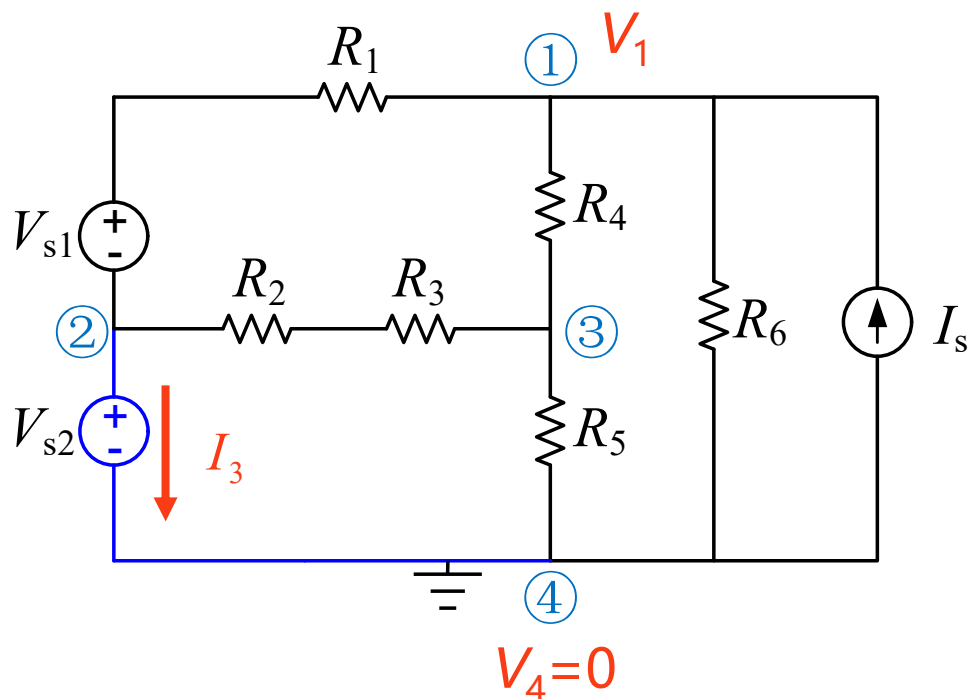 R1
① V1
Vs1
+
-
R4
R2
R3
②
③
R6
Is
Vs2
+
-
I3
R5
④
V4=0